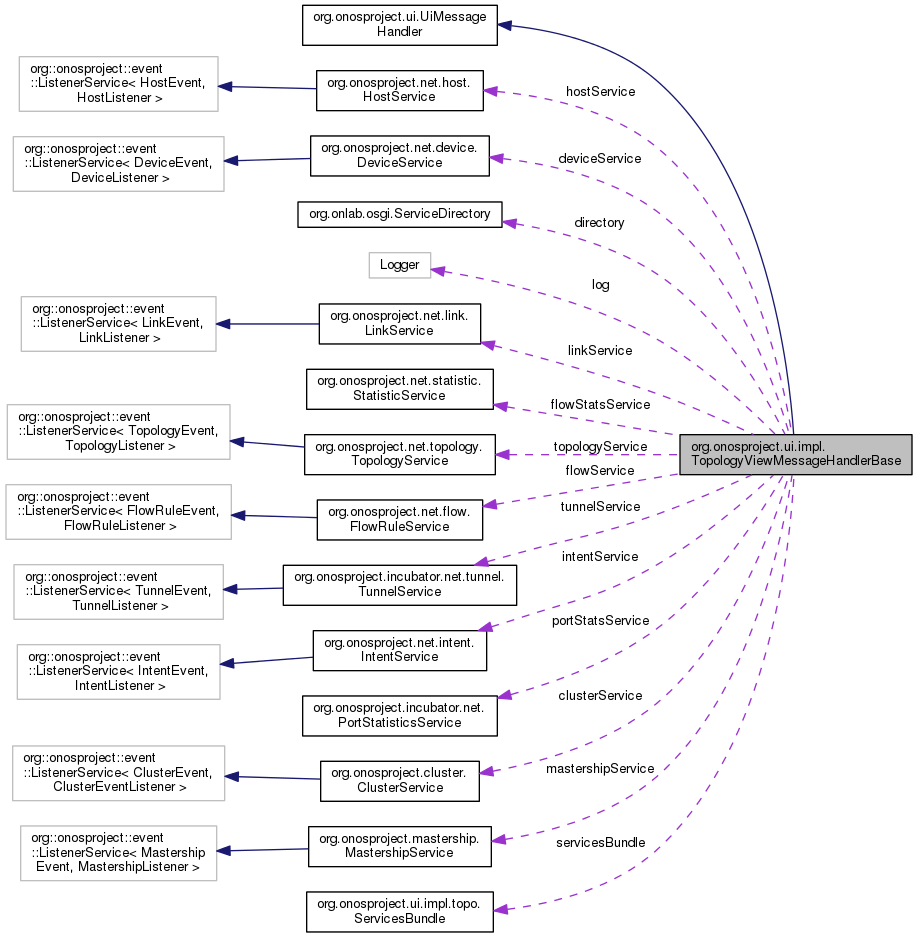 org.onosproject.ui.UiMessage
Handler
org::onosproject::event
::ListenerService< HostEvent,
HostListener >
org.onosproject.net.host.
HostService
hostService
org::onosproject::event
::ListenerService< DeviceEvent,
DeviceListener >
org.onosproject.net.device.
DeviceService
deviceService
org.onlab.osgi.ServiceDirectory
directory
Logger
log
org::onosproject::event
::ListenerService< LinkEvent,
LinkListener >
org.onosproject.net.link.
LinkService
linkService
org.onosproject.net.statistic.
StatisticService
flowStatsService
org::onosproject::event
::ListenerService< TopologyEvent,
TopologyListener >
org.onosproject.net.topology.
TopologyService
topologyService
org.onosproject.ui.impl.
TopologyViewMessageHandlerBase
flowService
org::onosproject::event
::ListenerService< FlowRuleEvent,
FlowRuleListener >
org.onosproject.net.flow.
FlowRuleService
tunnelService
org::onosproject::event
::ListenerService< TunnelEvent,
TunnelListener >
org.onosproject.incubator.net.tunnel.
TunnelService
intentService
org::onosproject::event
::ListenerService< IntentEvent,
IntentListener >
org.onosproject.net.intent.
IntentService
portStatsService
org.onosproject.incubator.net.
PortStatisticsService
clusterService
org::onosproject::event
::ListenerService< ClusterEvent,
ClusterEventListener >
org.onosproject.cluster.
ClusterService
mastershipService
org::onosproject::event
::ListenerService< Mastership
Event, MastershipListener >
org.onosproject.mastership.
MastershipService
servicesBundle
org.onosproject.ui.impl.topo.
ServicesBundle